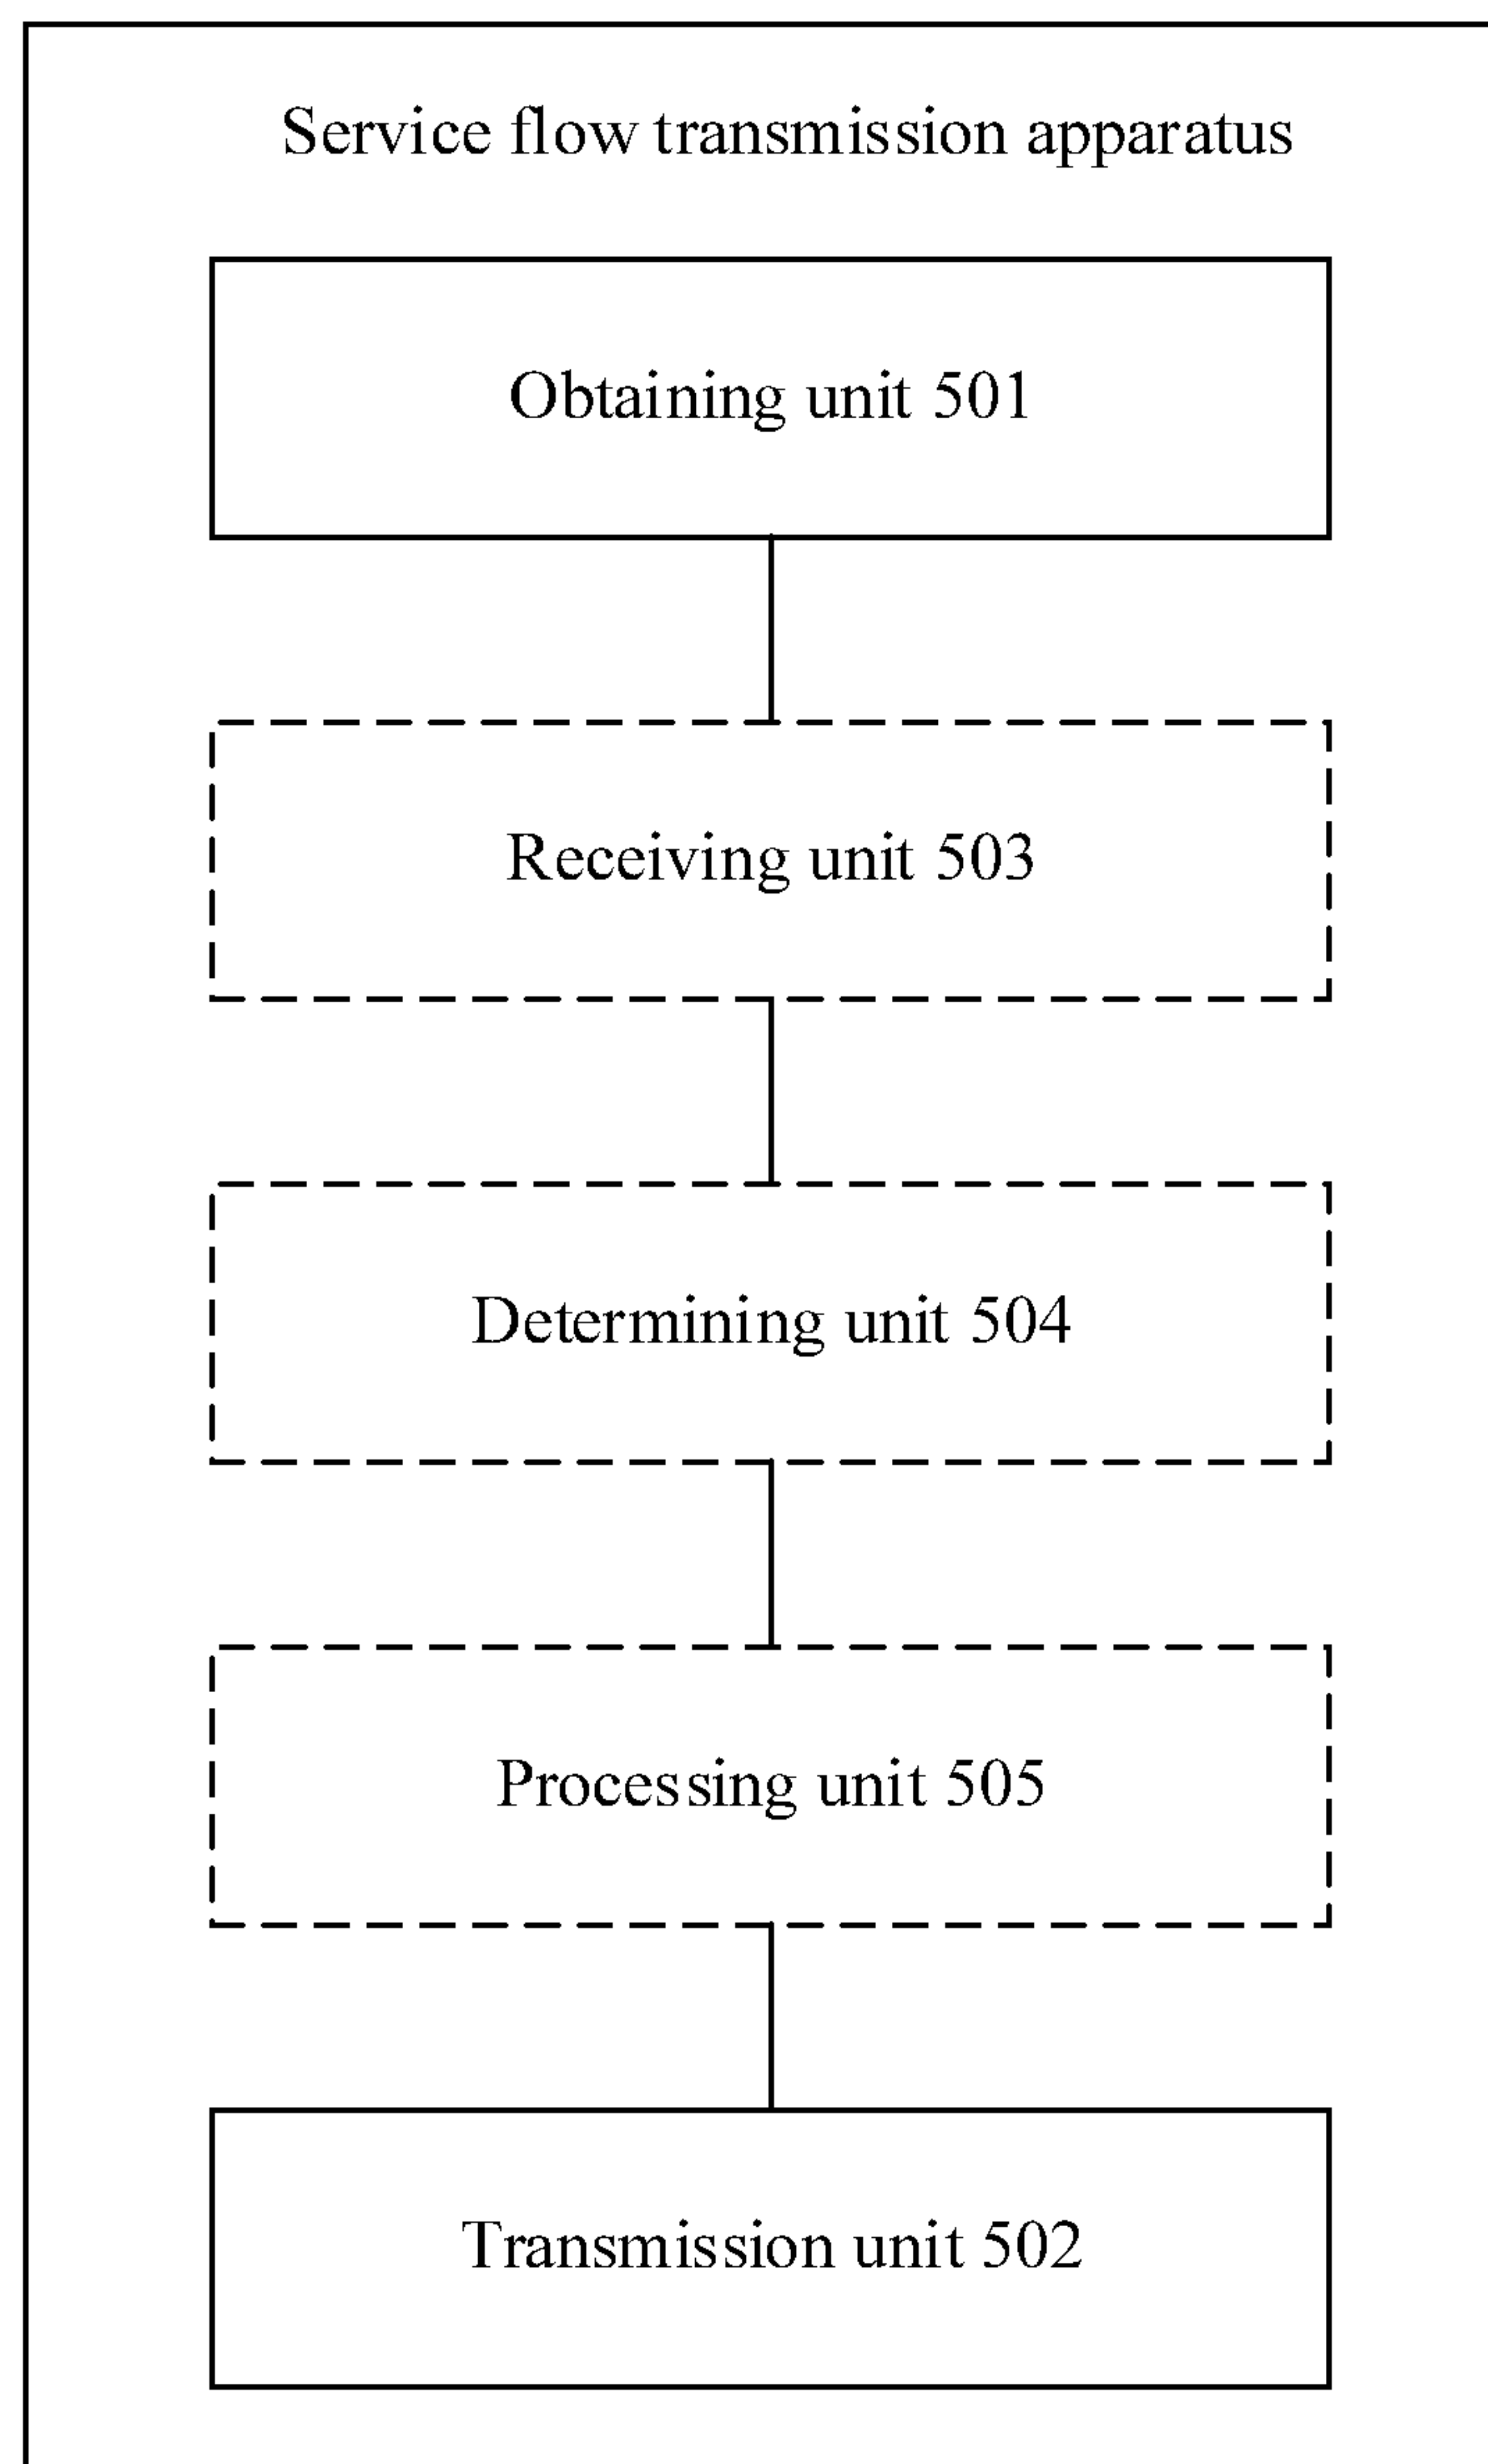 Service flow transmission apparatus
Obtaining unit 501
Receiving unit 503
Determining unit 504
Processing unit 505
Transmission unit 502